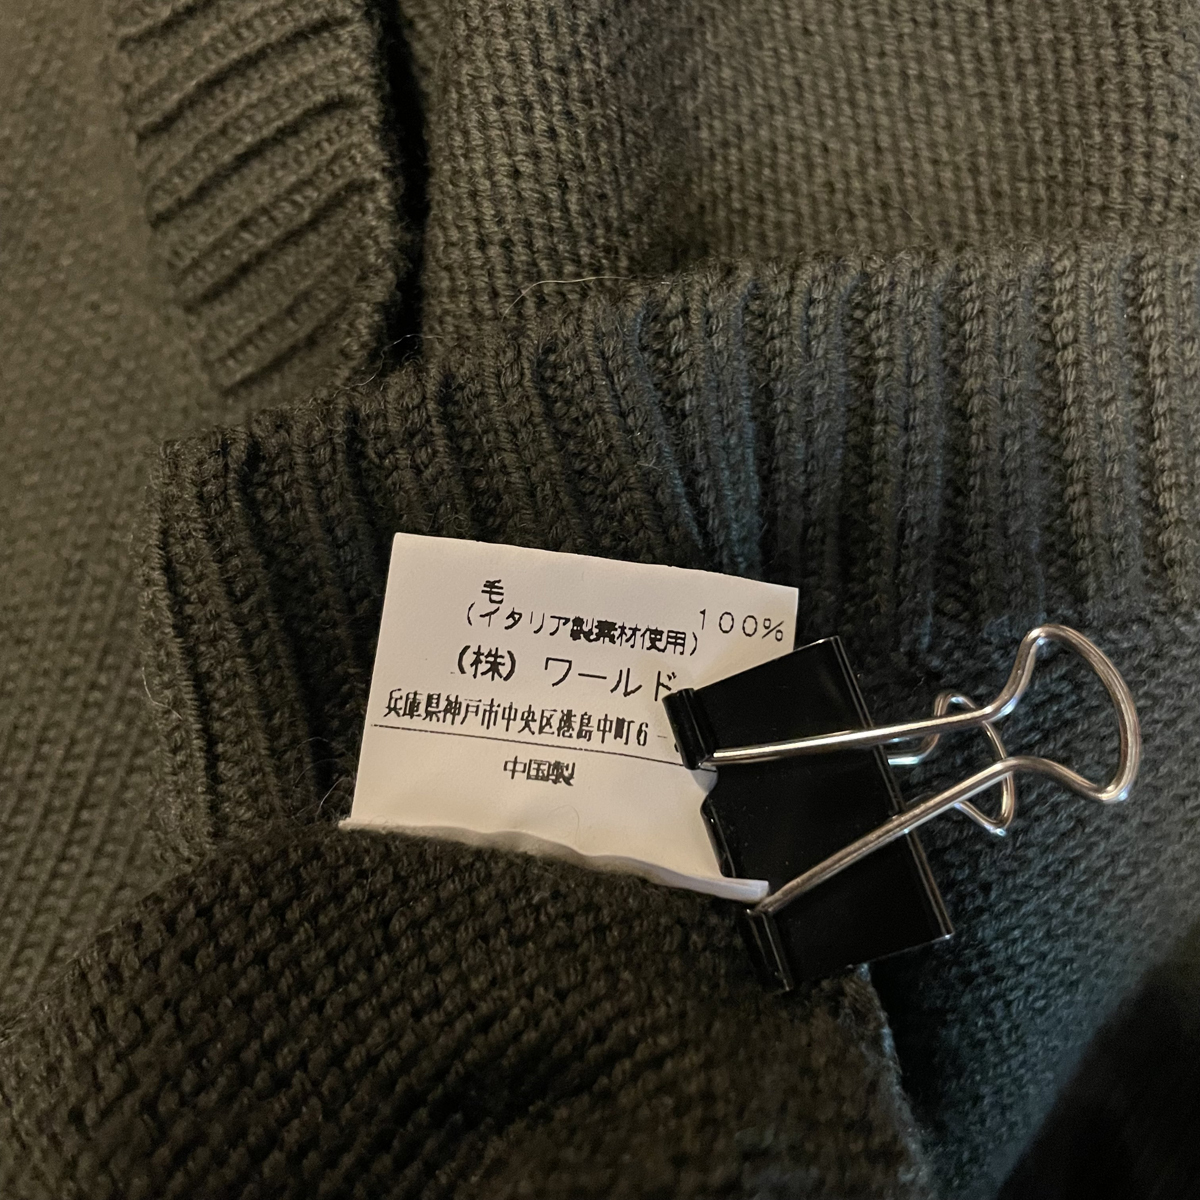 毛 100%
(イタリア製素材使用)
(株) ワールド
兵庫県神戸市中央区港島中町6-
中国製